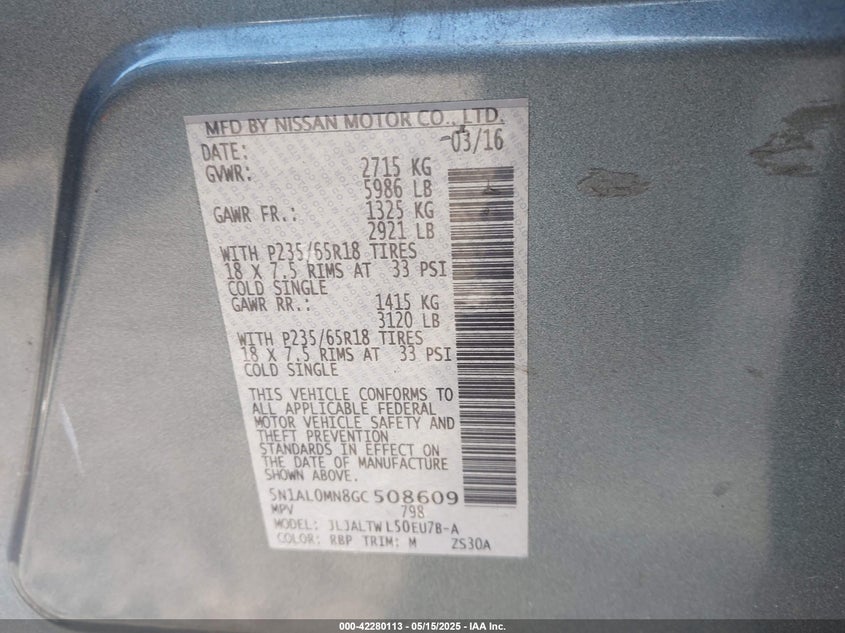 MFD BY NISSAN MOTOR CO., LTD.
DATE: 03/16
GVWR: 2715 KG
5986 LB
GAWR FR.: 1325 KG
2921 LB
WITH P235/65R18 TIRES
18 X 7.5 RIMS AT 33 PSI
COLD SINGLE
GAWR RR.: 1415 KG
3120 LB
WITH P235/65R18 TIRES
18 X 7.5 RIMS AT 33 PSI
COLD SINGLE
THIS VEHICLE CONFORMS TO
ALL APPLICABLE FEDERAL
MOTOR VEHICLE SAFETY AND
THEFT PREVENTION
STANDARDS IN EFFECT ON
THE DATE OF MANUFACTURE
SHOWN ABOVE.
5N1AL0MN8GC508609
MPV 798
MODEL: JLJALTWL50EU7B-A
COLOR: RBP TRIM: M ZS30A
000-42280113 - 05/15/2025 - IAA Inc.